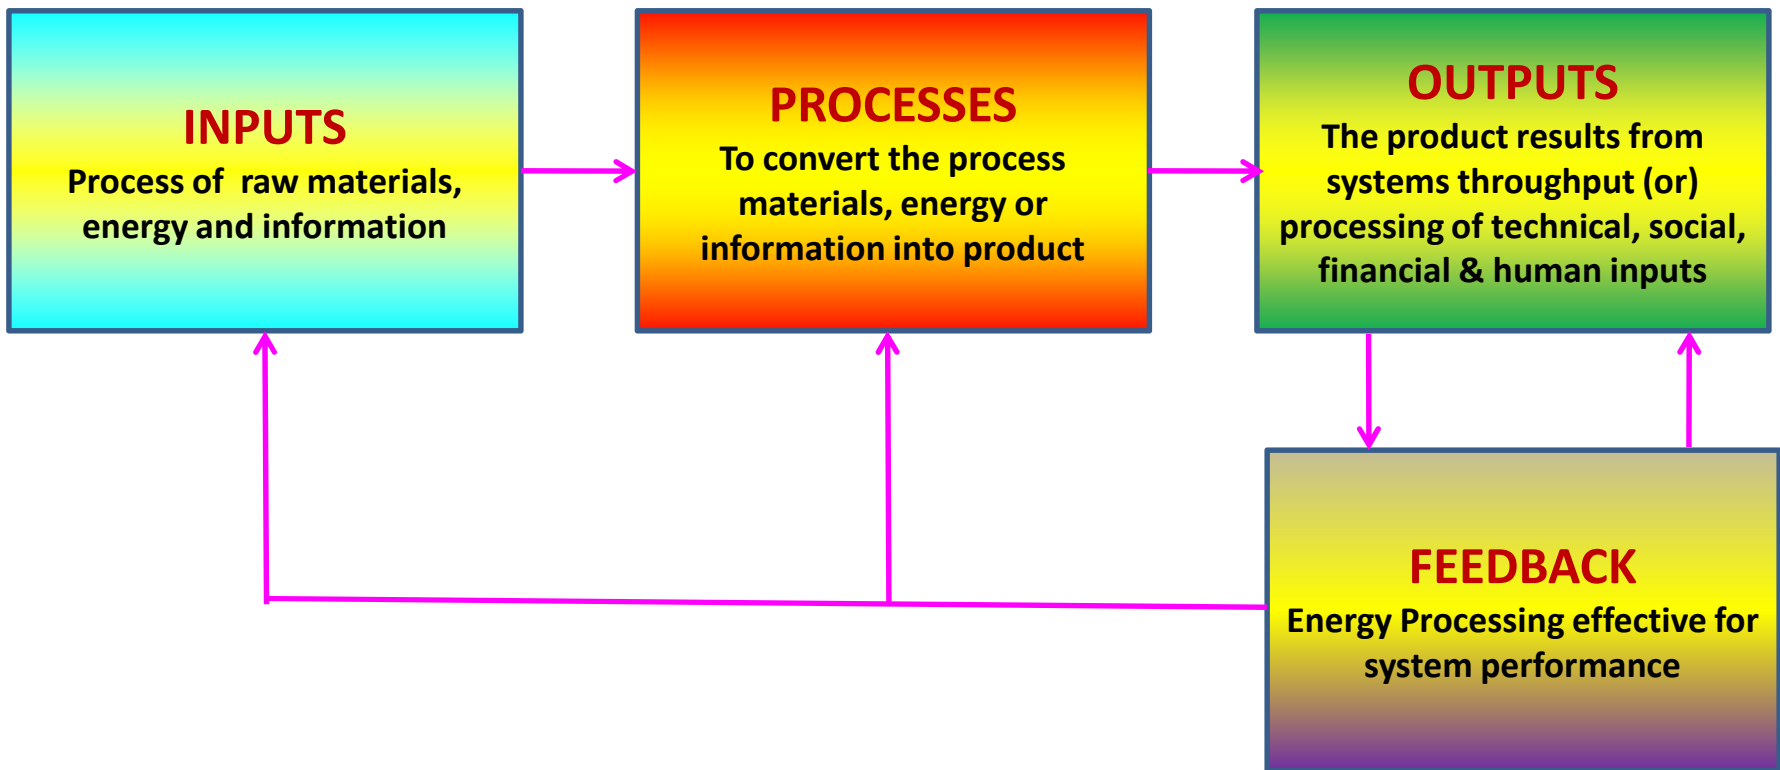 INPUTS
Process of  raw materials,
energy and information
PROCESSES
To convert the process
materials, energy or
information into product
OUTPUTS
The product results from
systems throughput (or)
processing of technical, social,
financial & human inputs
FEEDBACK
Energy Processing effective for
system performance